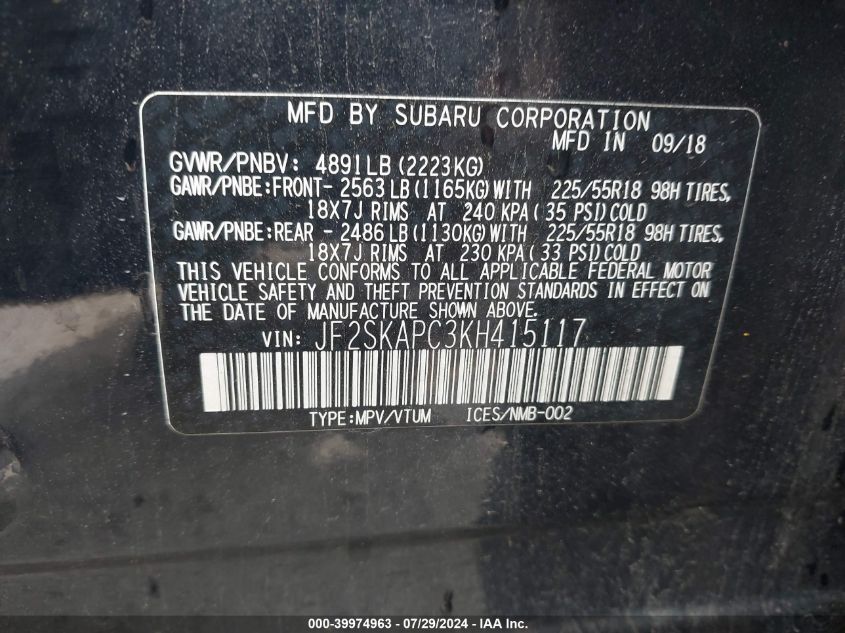 MFD BY SUBARU CORPORATION
MFD IN 09/18
GVWR/PNBV: 4891LB (2223KG)
GAWR/PNBE:FRONT- 2563LB (1165KG) WITH 225/55R18 98H TIRES,
18X7J RIMS AT 240 KPA ( 35 PSI) COLD
GAWR/PNBE:REAR - 2486LB (1130KG) WITH 225/55R18 98H TIRES,
18X7J RIMS AT 230 KPA ( 33 PSI) COLD
THIS VEHICLE CONFORMS TO ALL APPLICABLE FEDERAL MOTOR
VEHICLE SAFETY AND THEFT PREVENTION STANDARDS IN EFFECT ON
THE DATE OF MANUFACTURE SHOWN ABOVE.
VIN: JF2SKAPC3KH415117
TYPE:MPV/VTUM ICES/NMB-002
000-39974963 - 07/29/2024 - IAA Inc.